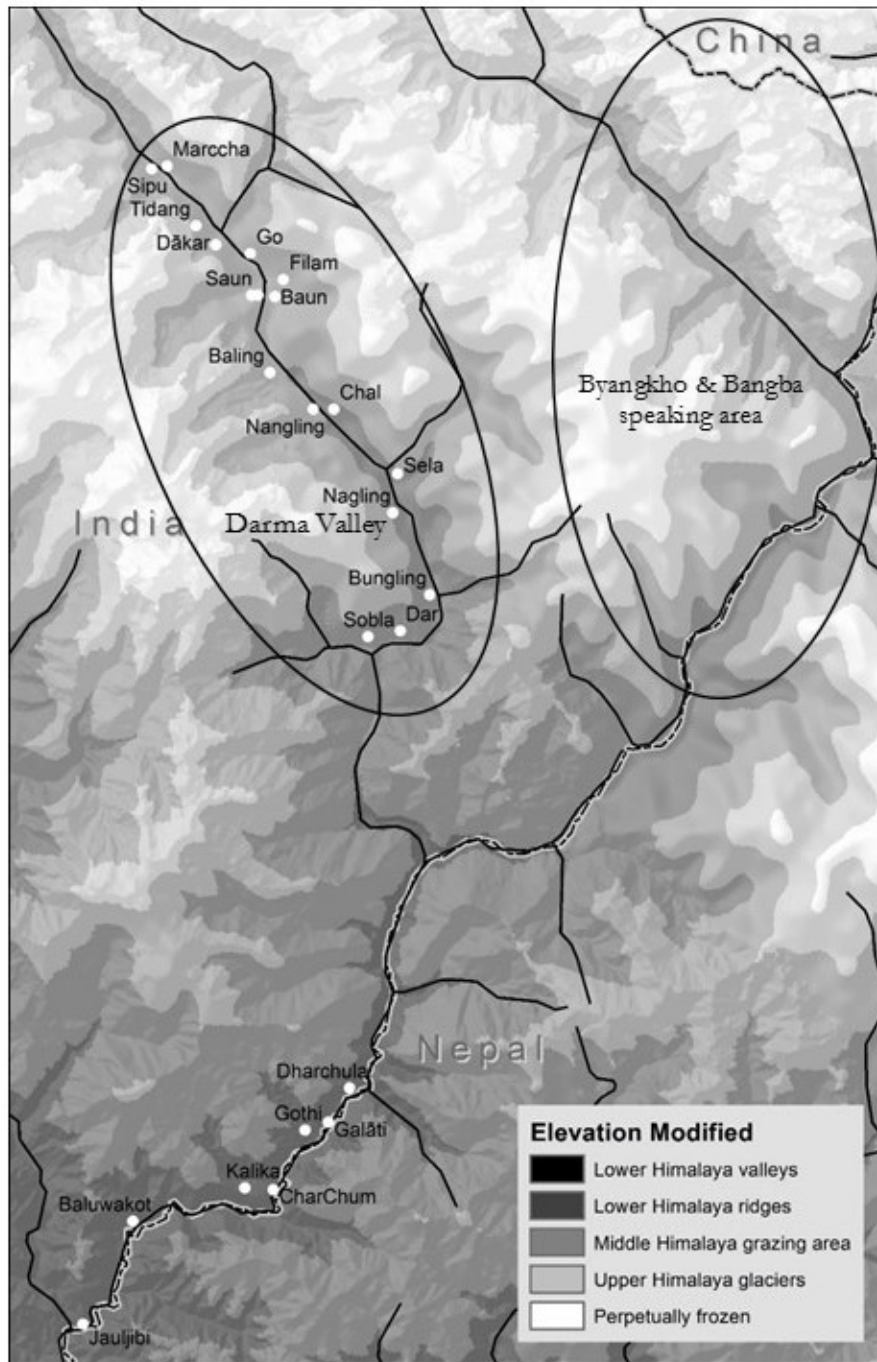 China
Marccha
Sipu
Tidang
Dākar
Go
Filam
Saun
Baun
Baling
Byangkho & Bangba
speaking area
Chal
Nangling
Sela
Nagling
India
Darma Valley
Bungling
Dar
Sobla
Nepal
Dharchula
Gothi
Galāti
Kalika
CharChum
Baluwakot
Jauljibi
Elevation Modified
Lower Himalaya valleys
Lower Himalaya ridges
Middle Himalaya grazing area
Upper Himalaya glaciers
Perpetually frozen